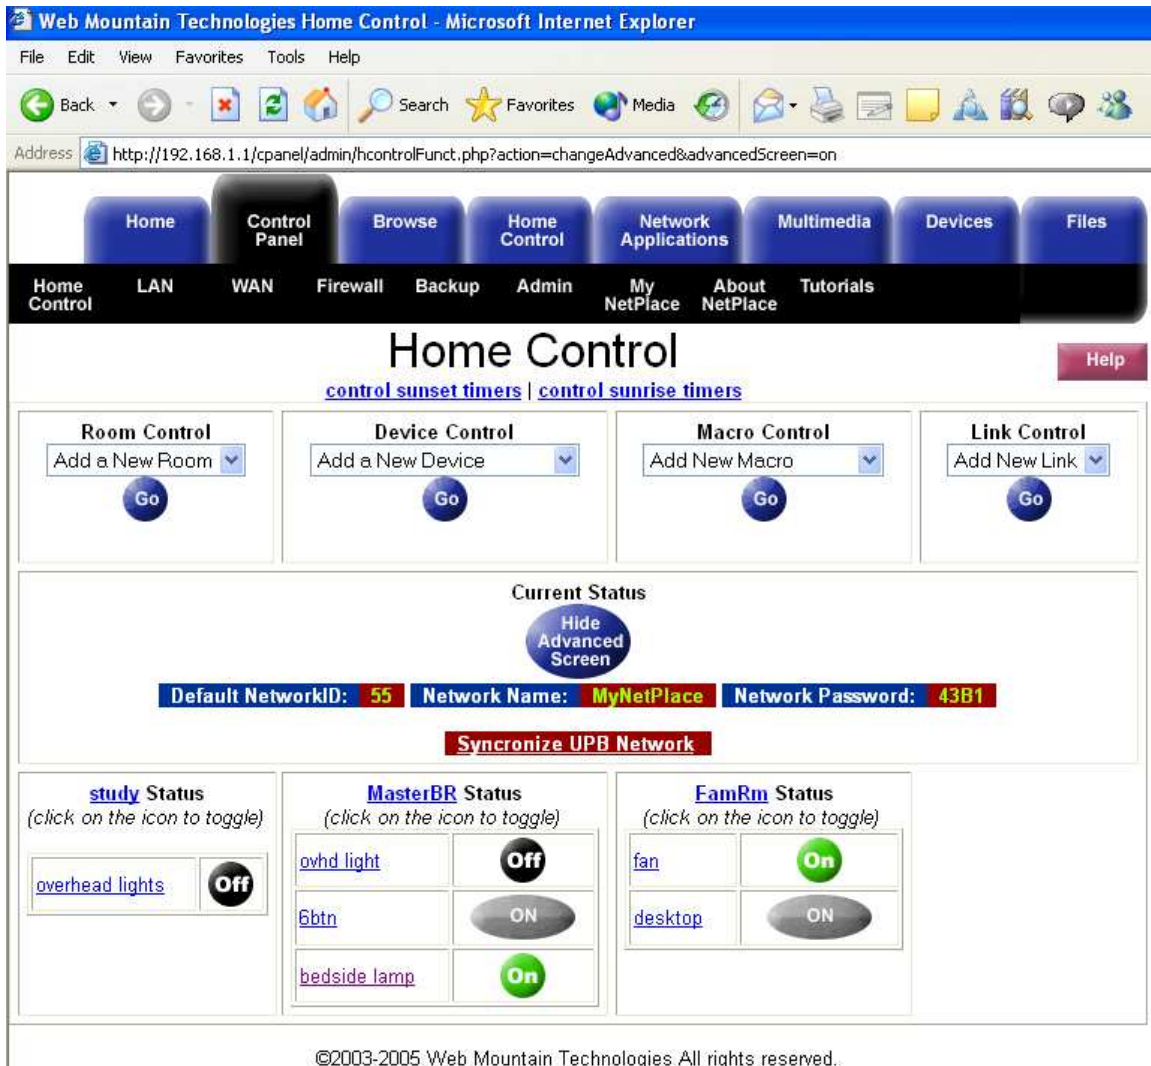 Web Mountain Technologies Home Control - Microsoft Internet Explorer
File Edit View Favorites Tools Help
Back Search Favorites Media
Address http://192.168.1.1/cpanel/admin/hcontrolFunct.php?action=changeAdvanced&advancedScreen=on
Home Control Panel Browse Home Control Network Applications Multimedia Devices Files
Home Control LAN WAN Firewall Backup Admin My NetPlace About NetPlace Tutorials
Home Control
Help
control sunset timers | control sunrise timers
Room Control
Add a New Room
Go
Device Control
Add a New Device
Go
Macro Control
Add New Macro
Go
Link Control
Add New Link
Go
Current Status
Hide
Advanced
Screen
Default NetworkID: 55 Network Name: MyNetPlace Network Password: 43B1
Syncronize UPB Network
study Status
(click on the icon to toggle)
overhead lights Off
MasterBR Status
(click on the icon to toggle)
ovhd light Off
6btn ON
bedside lamp On
FamRm Status
(click on the icon to toggle)
fan On
desktop ON
©2003-2005 Web Mountain Technologies All rights reserved.